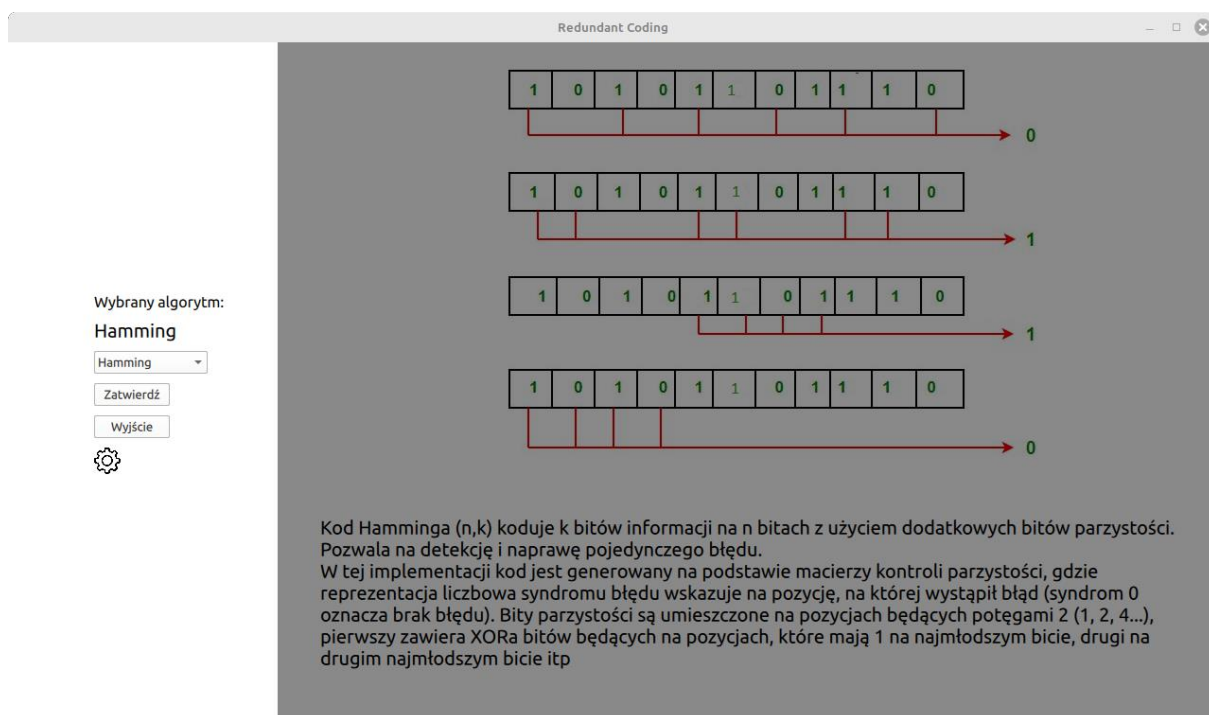 Redundant Coding
1 0 1 0 1 1 0 1 1 1 0
0
1 0 1 0 1 1 0 1 1 1 0
1
Wybrany algorytm:
Hamming
Hamming
Zatwierdź
Wyjście
1 0 1 0 1 1 0 1 1 1 0
1
1 0 1 0 1 1 0 1 1 1 0
0
Kod Hamminga (n,k) koduje k bitów informacji na n bitach z użyciem dodatkowych bitów parzystości.
Pozwala na detekcję i naprawę pojedynczego błędu.
W tej implementacji kod jest generowany na podstawie macierzy kontroli parzystości, gdzie
reprezentacja liczbowa syndromu błędu wskazuje na pozycję, na której wystąpił błąd (syndrom 0
oznacza brak błędu). Bity parzystości są umieszczone na pozycjach będących potęgami 2 (1, 2, 4...),
pierwszy zawiera XORa bitów będących na pozycjach, które mają 1 na najmłodszym bicie, drugi na
drugim najmłodszym bicie itp